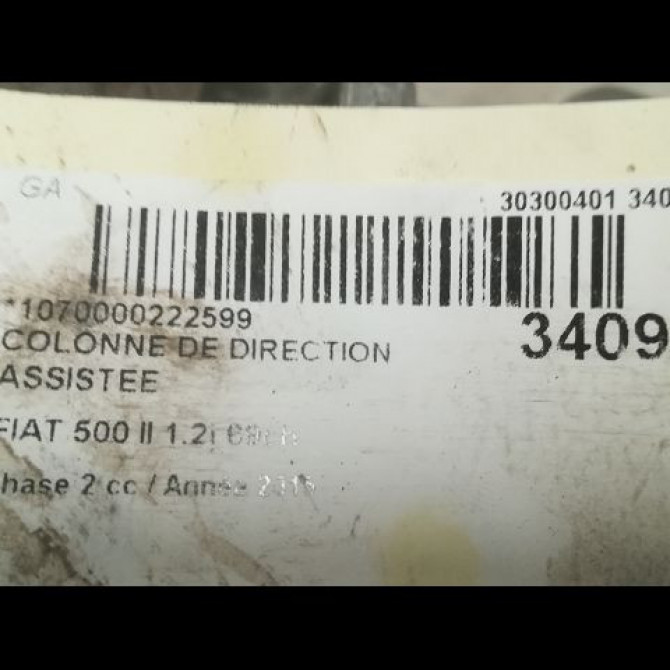 GA
30300401 340
*1070000222599
3409
COLONNE DE DIRECTION
ASSISTEE
FIAT 500 II 1.2i
hase 2 cc / Année